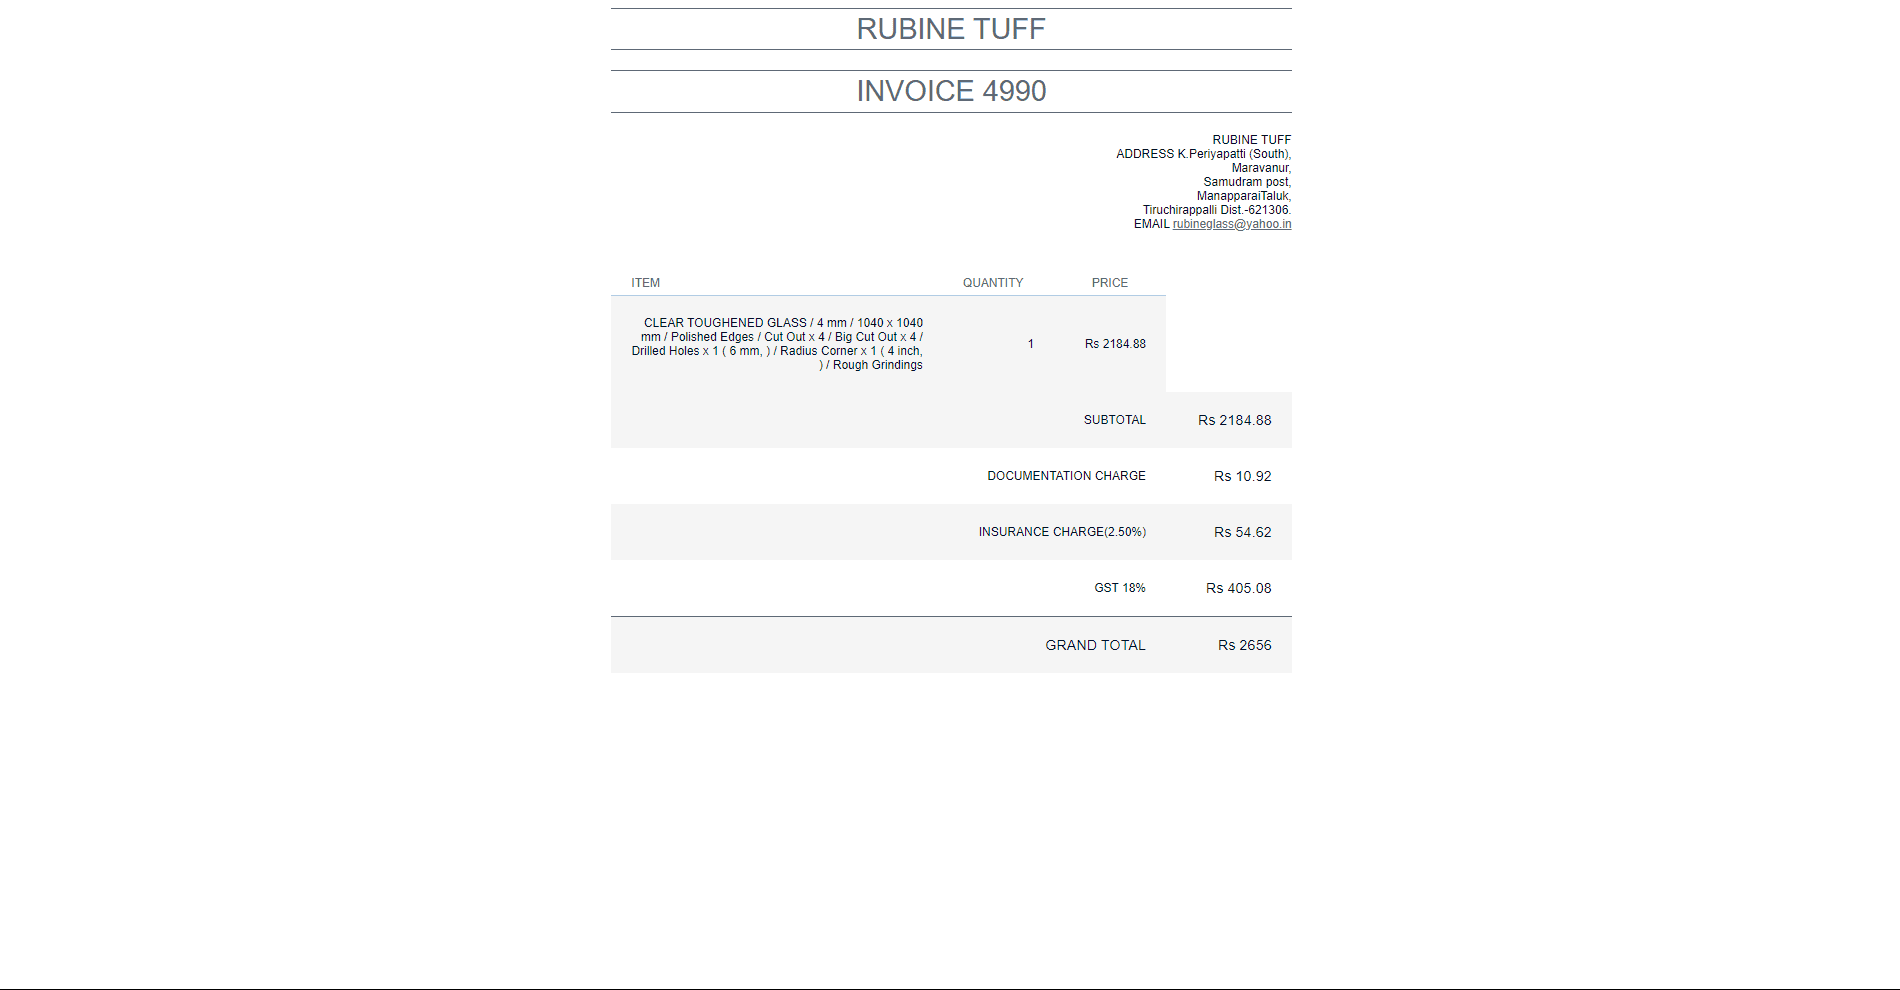 RUBINE TUFF
INVOICE 4990
RUBINE TUFF
ADDRESS K.Periyapatti (South),
Maravanur,
Samudram post,
ManapparaiTaluk,
Tiruchirappalli Dist.-621306.
EMAIL rubineglass@yahoo.in
ITEM QUANTITY PRICE
CLEAR TOUGHENED GLASS / 4 mm / 1040 x 1040
mm / Polished Edges / Cut Out x 4 / Big Cut Out x 4 /
Drilled Holes x 1 ( 6 mm, ) / Radius Corner x 1 ( 4 inch,
) / Rough Grindings
1 Rs 2184.88
SUBTOTAL Rs 2184.88
DOCUMENTATION CHARGE Rs 10.92
INSURANCE CHARGE(2.50%) Rs 54.62
GST 18% Rs 405.08
GRAND TOTAL Rs 2656